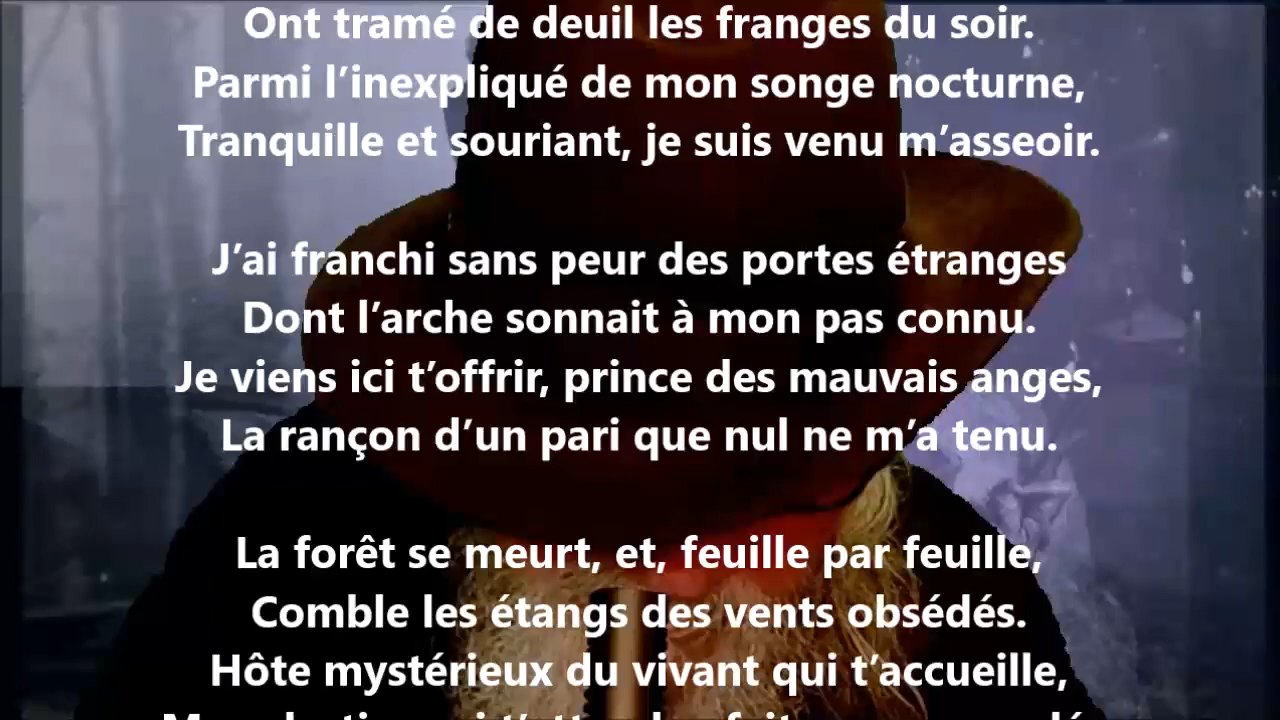 Ont tramé de deuil les franges du soir.
Parmi l’inexpliqué de mon songe nocturne,
Tranquille et souriant, je suis venu m’asseoir.
J’ai franchi sans peur des portes étranges
Dont l’arche sonnait à mon pas connu.
Je viens ici t’offrir, prince des mauvais anges,
La rançon d’un pari que nul ne m’a tenu.
La forêt se meurt, et, feuille par feuille,
Comble les étangs des vents obsédés.
Hôte mystérieux du vivant qui t’accueille,